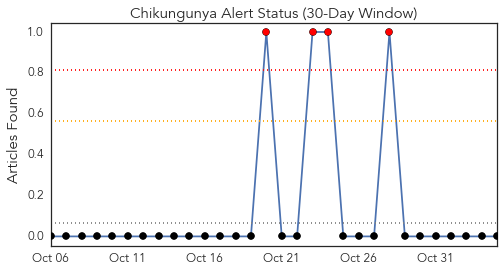 Chikungunya Alert Status (30-Day Window)
Articles Found
1.0
0.8
0.6
0.4
0.2
0.0
Oct 06 Oct 11 Oct 16 Oct 21 Oct 26 Oct 31